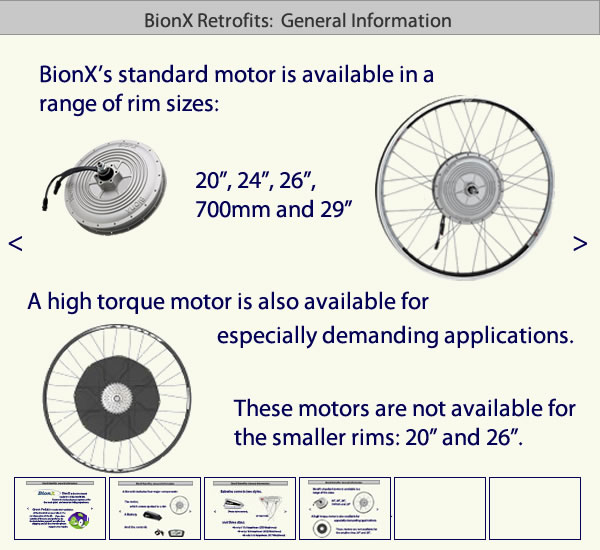 BionX Retrofits: General Information
BionX’s standard motor is available in a
range of rim sizes:
20”, 24”, 26”,
700mm and 29”
<
>
A high torque motor is also available for
especially demanding applications.
These motors are not available for
the smaller rims: 20” and 26”.
BionX